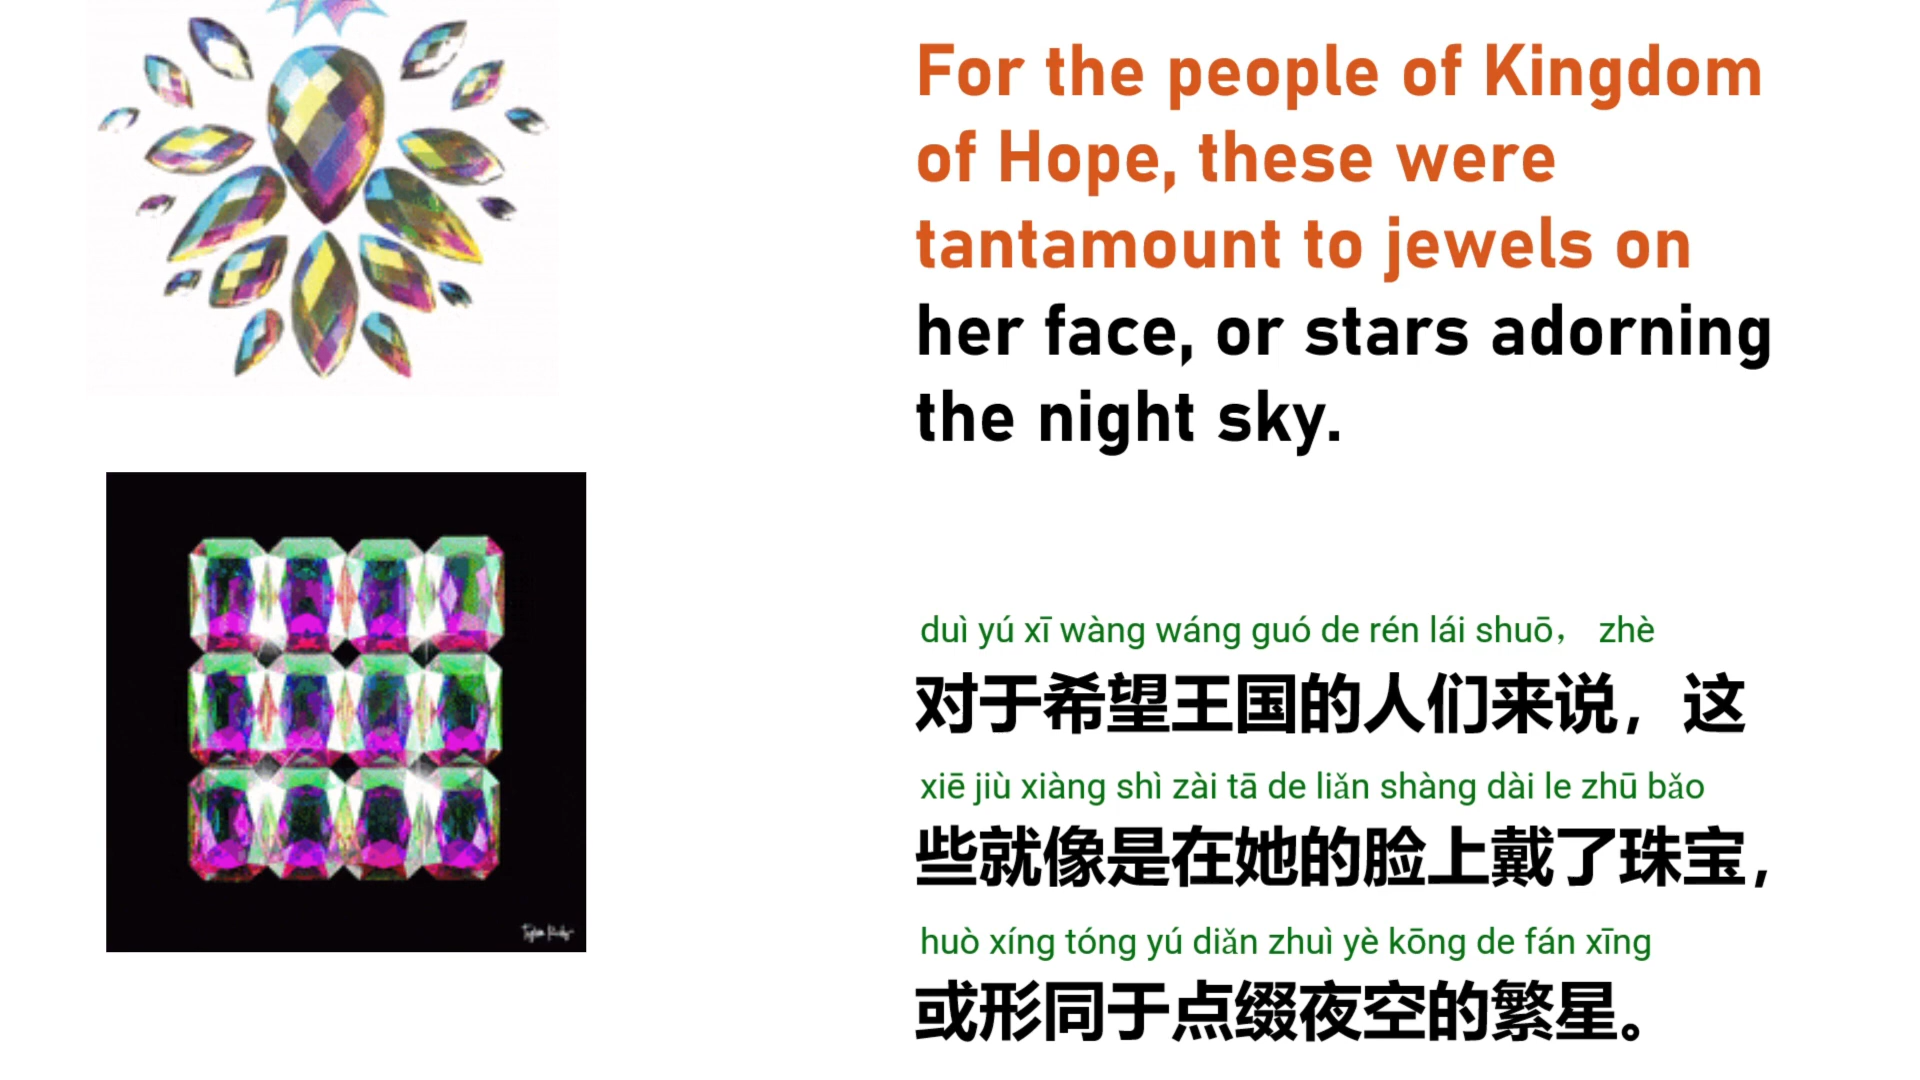 For the people of Kingdom
of Hope, these were
tantamount to jewels on
her face, or stars adorning
the night sky.
duì yú xī wàng wáng guó de rén lái shuō， zhè
对于希望王国的人们来说，这
xiē jiù xiàng shì zài tā de liǎn shàng dài le zhū bǎo
些就像是在她的脸上戴了珠宝，
huò xíng tóng yú diǎn zhuì yè kōng de fán xīng
或形同于点缀夜空的繁星。